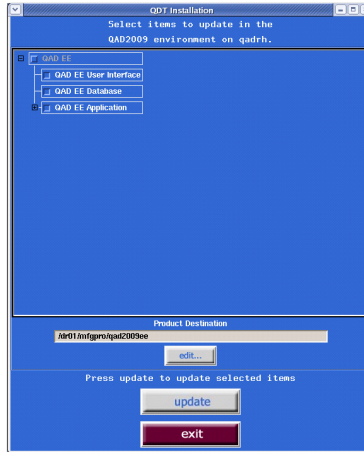 QDT Installation
Select items to update in the
QAD2009 environment on qadrh.
QAD EE
QAD EE User Interface
QAD EE Database
QAD EE Application
Product Destination
/dr01/mfgpro/qad2009ee
edit...
Press update to update selected items
update
exit